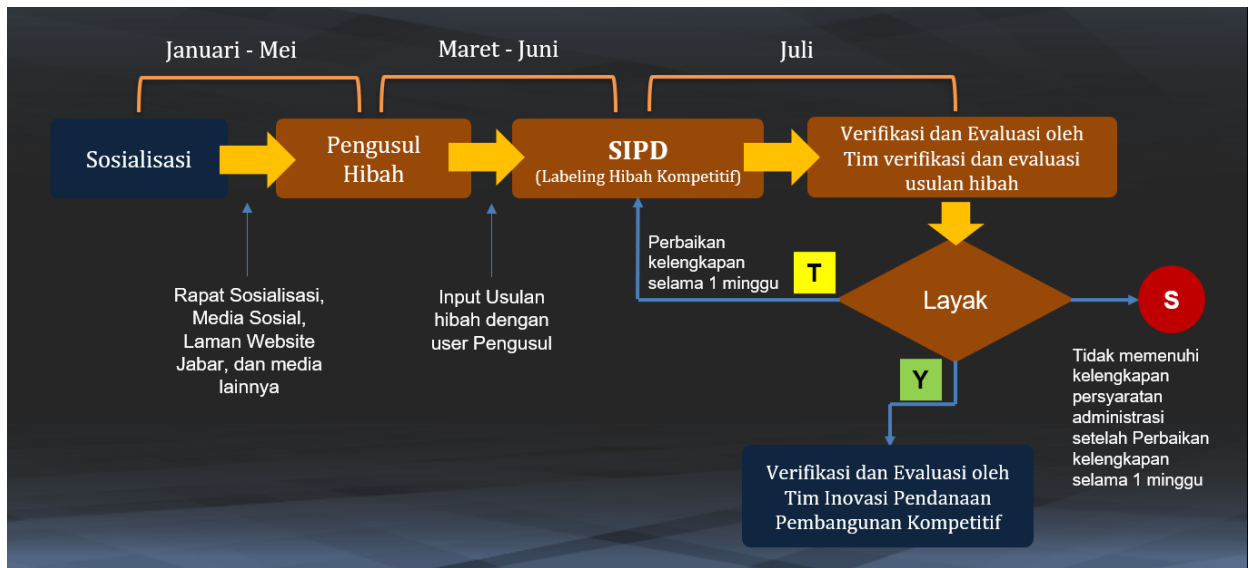 Januari - Mei
Maret - Juni
Juli
Sosialisasi
Pengusul
Hibah
SIPD
(Labeling Hibah Kompetitif)
Verifikasi dan Evaluasi oleh
Tim verifikasi dan evaluasi
usulan hibah
Rapat Sosialisasi,
Media Sosial,
Laman Website
Jabar, dan media
lainnya
Input Usulan
hibah dengan
user Pengusul
Perbaikan
kelengkapan
selama 1 minggu
T
Layak
S
Y
Tidak memenuhi
kelengkapan
persyaratan
administrasi
setelah Perbaikan
kelengkapan
selama 1 minggu
Verifikasi dan Evaluasi oleh
Tim Inovasi Pendanaan
Pembangunan Kompetitif